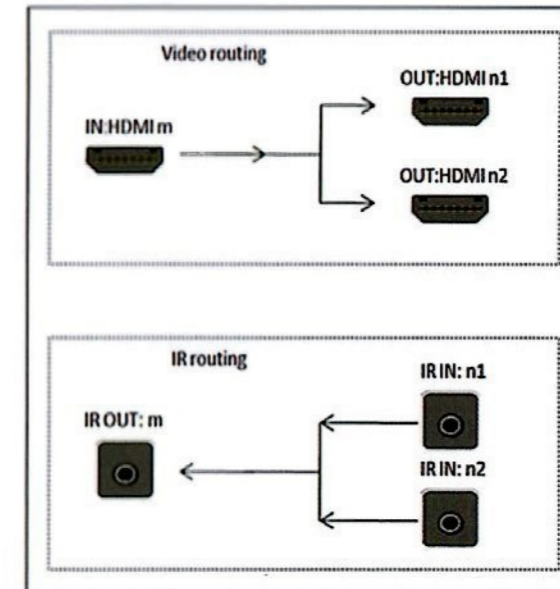 Video routing
OUT:HDMI n1
IN:HDMI m
OUT:HDMI n2
IR routing
IR IN: n1
IR OUT: m
IR IN: n2